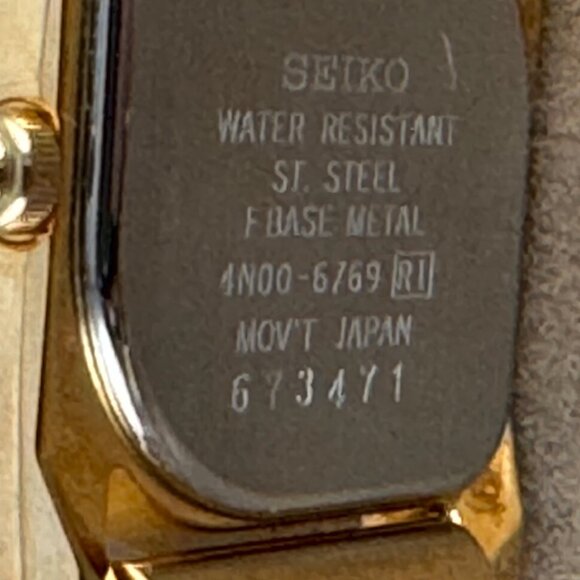 SEIKO
WATER RESISTANT
ST. STEEL
F BASE METAL
4N00-6769 R1
MOV'T JAPAN
673471